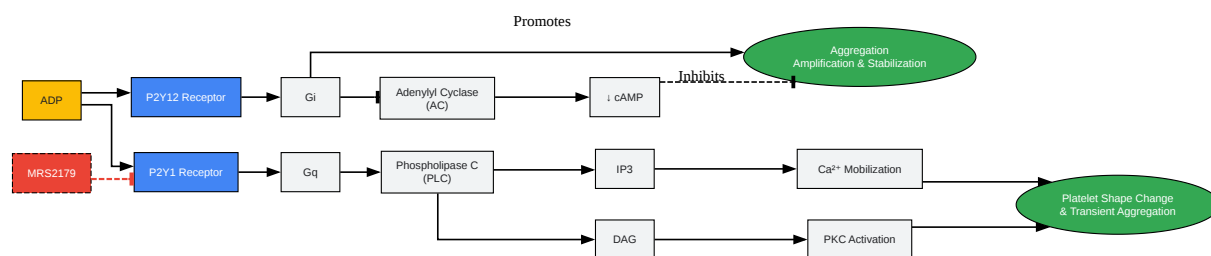 Promotes
Aggregation
Amplification & Stabilization
Inhibits
ADP
P2Y12 Receptor
Gi
Adenylyl Cyclase
(AC)
↓ cAMP
MRS2179
P2Y1 Receptor
Gq
Phospholipase C
(PLC)
IP3
Ca²⁺ Mobilization
Platelet Shape Change
& Transient Aggregation
DAG
PKC Activation